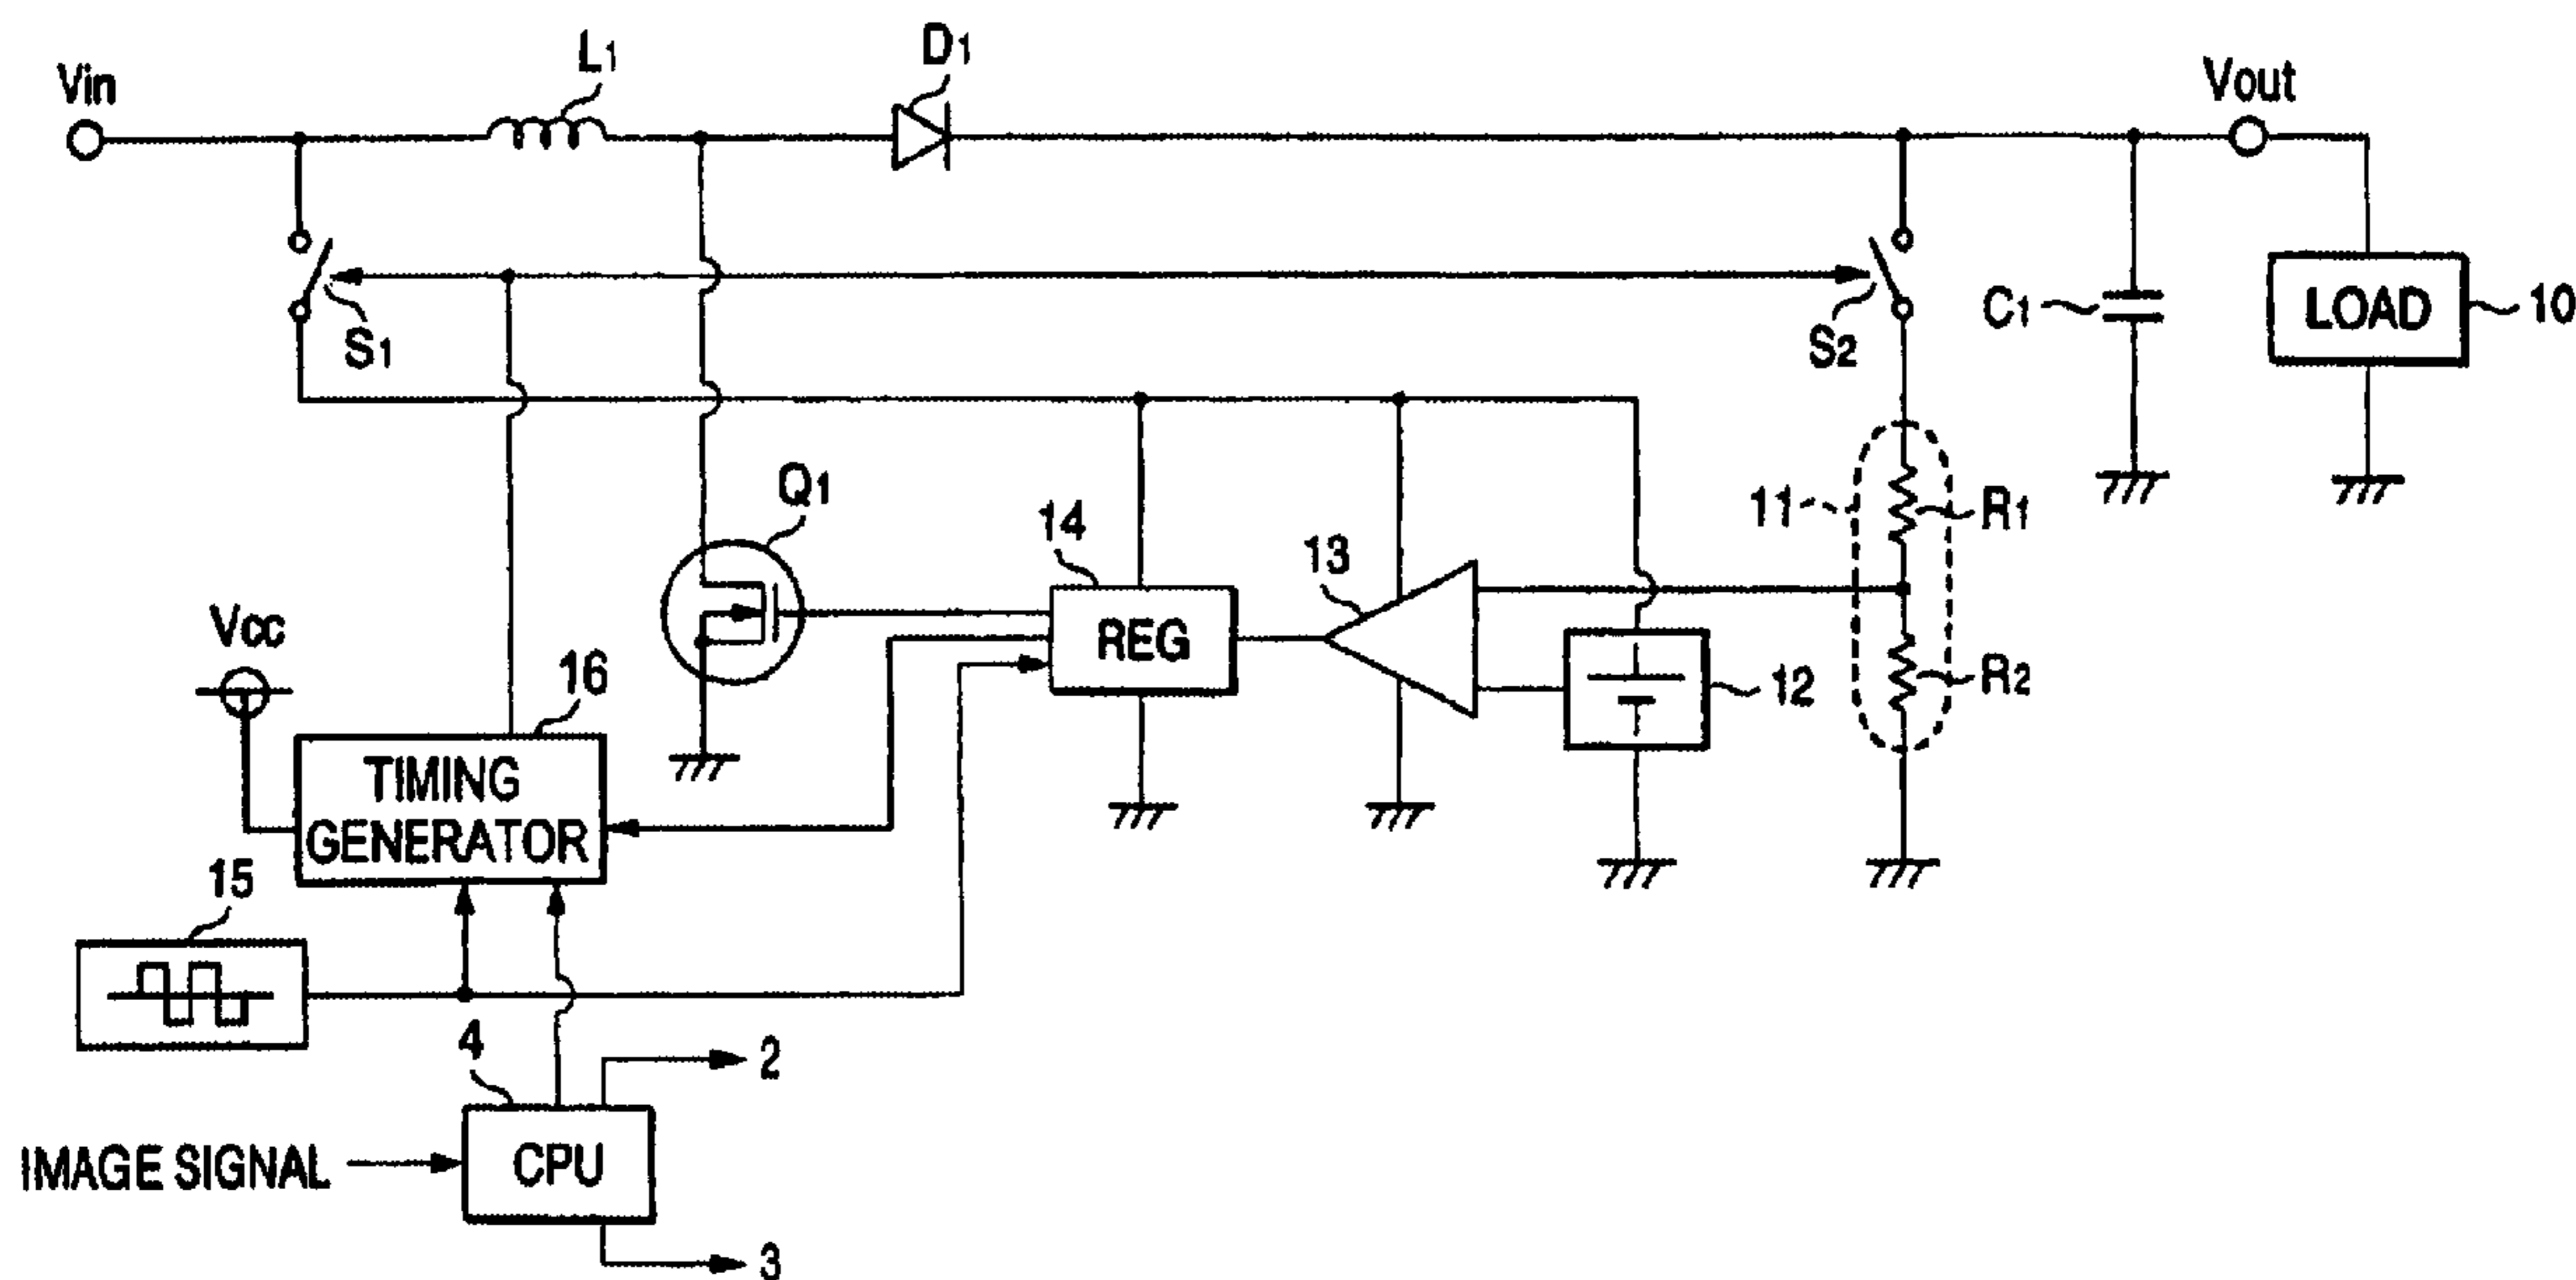 Vin
L1
D1
Vout
S1
S2
C1
LOAD
10
Q1
14
13
11
R1
REG
12
R2
Vcc
16
TIMING
GENERATOR
15
4
2
IMAGE SIGNAL
CPU
3